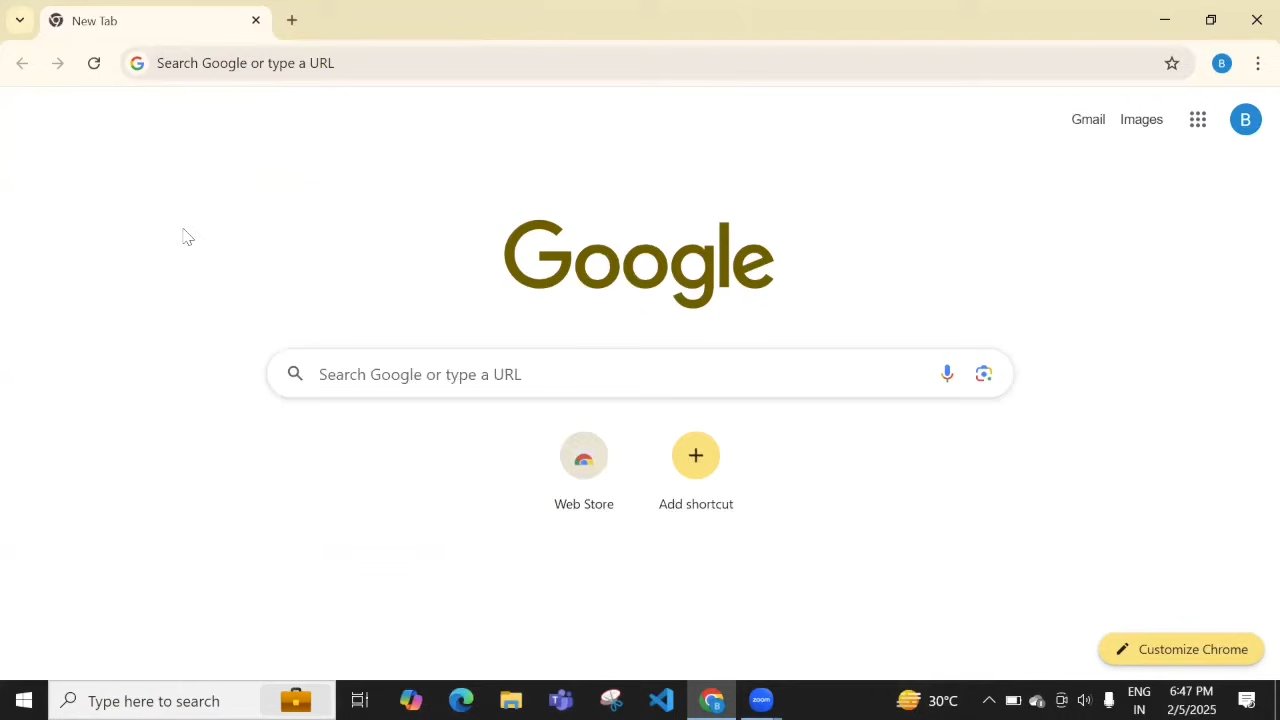 New Tab
Search Google or type a URL
B
Gmail Images B
Google
Search Google or type a URL
Web Store Add shortcut
Customize Chrome
Type here to search
zoom
30°C
ENG
IN
6:47 PM
2/5/2025